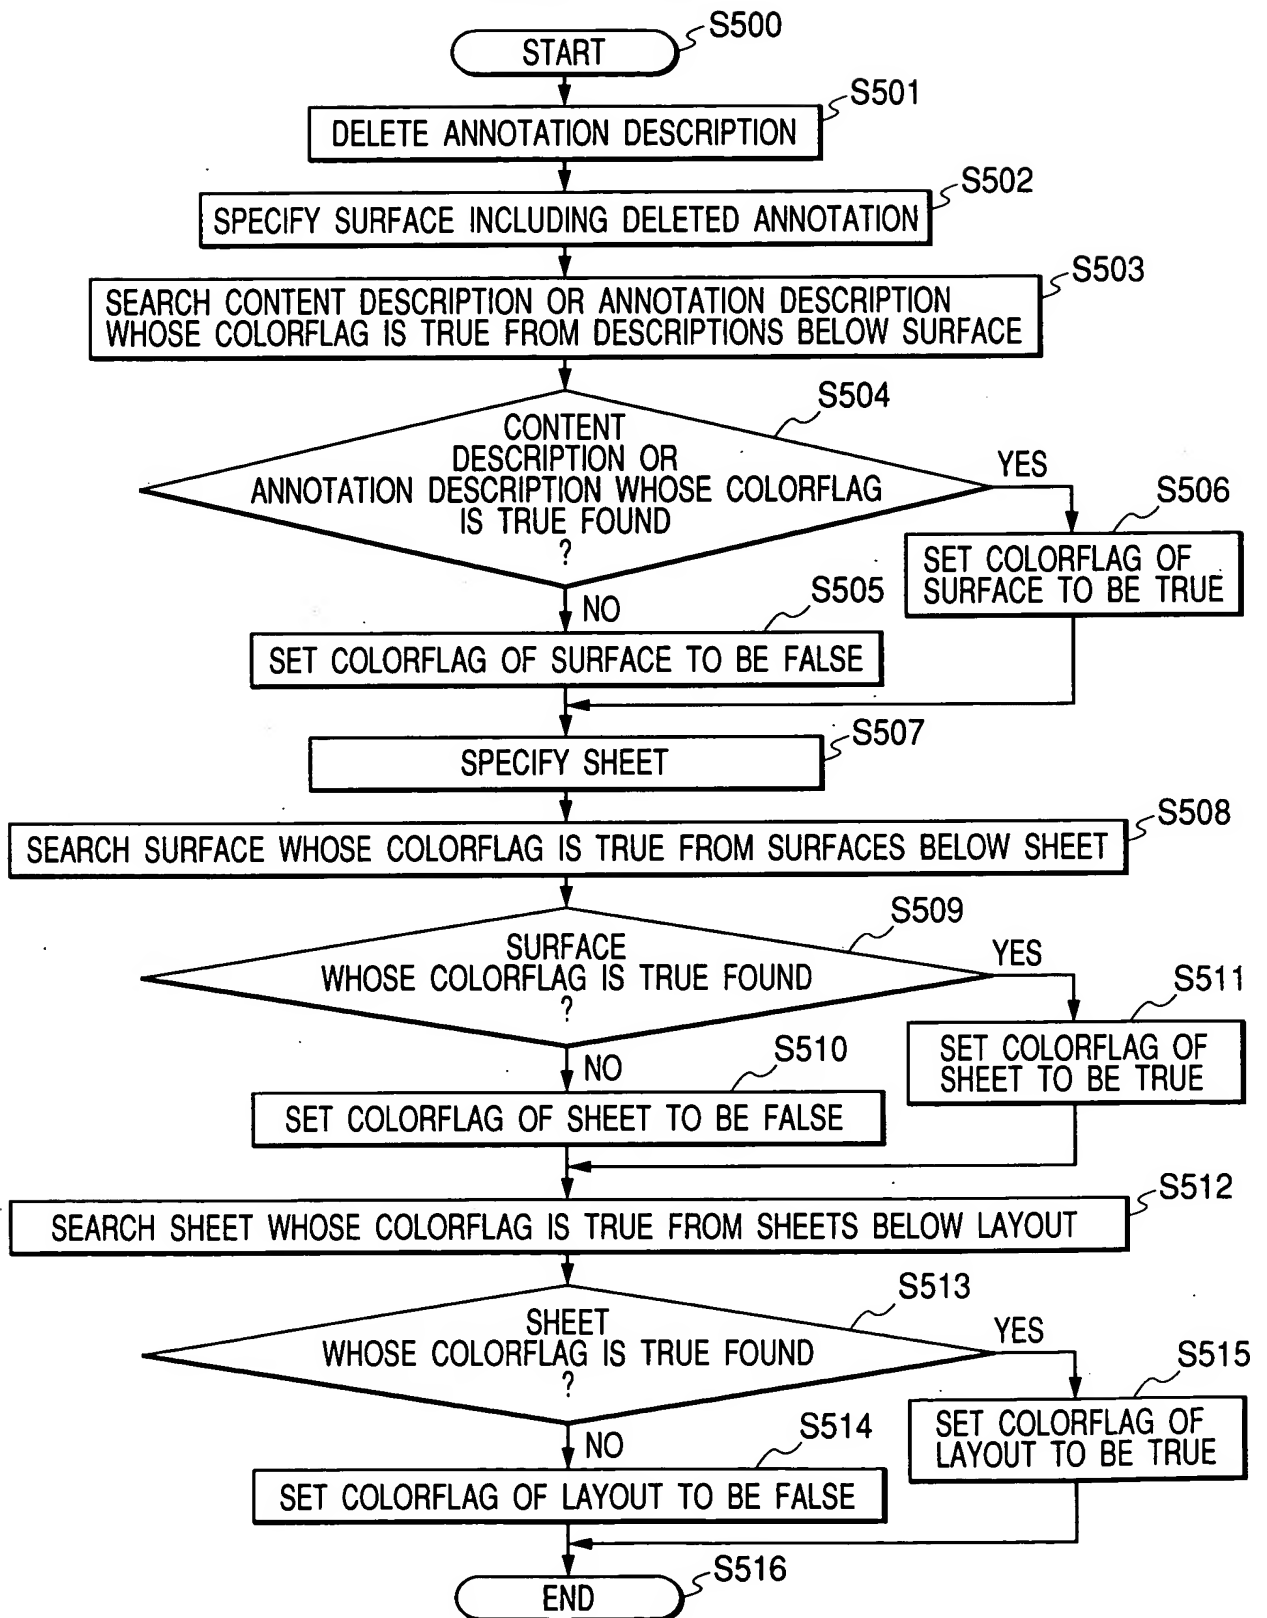 START
S500
DELETE ANNOTATION DESCRIPTION
S501
SPECIFY SURFACE INCLUDING DELETED ANNOTATION
S502
SEARCH CONTENT DESCRIPTION OR ANNOTATION DESCRIPTION
WHOSE COLORFLAG IS TRUE FROM DESCRIPTIONS BELOW SURFACE
S503
CONTENT
DESCRIPTION OR
ANNOTATION DESCRIPTION WHOSE COLORFLAG
IS TRUE FOUND
?
S504
YES
S506
SET COLORFLAG OF
SURFACE TO BE TRUE
NO
S505
SET COLORFLAG OF SURFACE TO BE FALSE
SPECIFY SHEET
S507
SEARCH SURFACE WHOSE COLORFLAG IS TRUE FROM SURFACES BELOW SHEET
S508
SURFACE
WHOSE COLORFLAG IS TRUE FOUND
?
S509
YES
S511
SET COLORFLAG OF
SHEET TO BE TRUE
NO
S510
SET COLORFLAG OF SHEET TO BE FALSE
SEARCH SHEET WHOSE COLORFLAG IS TRUE FROM SHEETS BELOW LAYOUT
S512
SHEET
WHOSE COLORFLAG IS TRUE FOUND
?
S513
YES
S515
SET COLORFLAG OF
LAYOUT TO BE TRUE
NO
S514
SET COLORFLAG OF LAYOUT TO BE FALSE
END
S516